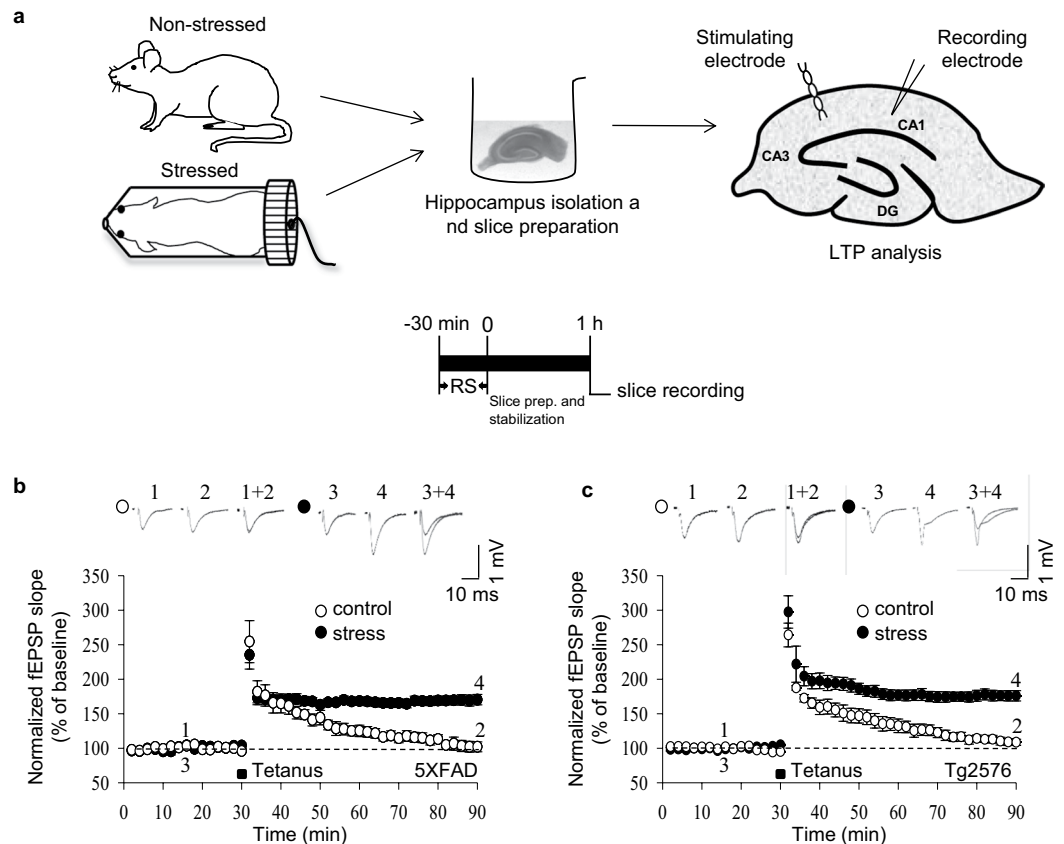 a
Non-stressed
Stressed
Hippocampus isolation a
nd slice preparation
Stimulating
electrode
Recording
electrode
CA1
CA3
DG
LTP analysis
-30 min 0 1 h
RS
Slice prep. and
stabilization
slice recording
b
1 2 1+2 3 4 3+4
1 mV
10 ms
Normalized fEPSP slope
(% of baseline)
350
300
250
200
150
100
50
control
stress
1
3
4
2
Tetanus
5XFAD
0 10 20 30 40 50 60 70 80 90
Time (min)
c
1 2 1+2 3 4 3+4
1 mV
10 ms
Normalized fEPSP slope
(% of baseline)
350
300
250
200
150
100
50
control
stress
1
3
4
2
Tetanus
Tg2576
0 10 20 30 40 50 60 70 80 90
Time (min)